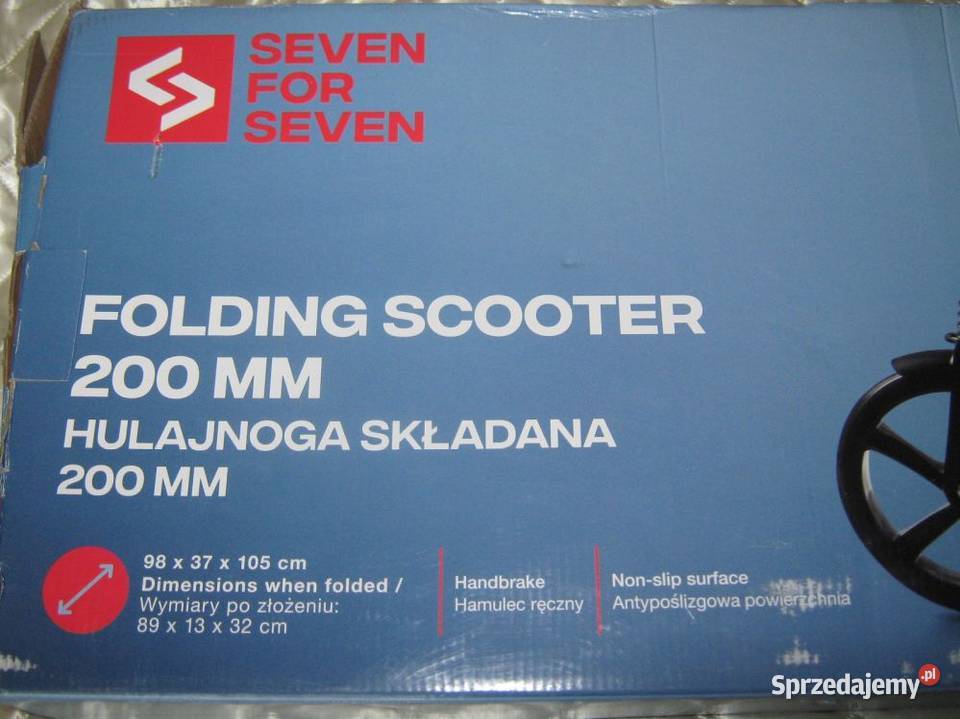 SEVEN
FOR
SEVEN
FOLDING SCOOTER
200 MM
HULAJNOGA SKŁADANA
200 MM
98 x 37 x 105 cm
Dimensions when folded /
Wymiary po złożeniu:
89 x 13 x 32 cm
Handbrake
Hamulec ręczny
Non-slip surface
Antypoślizgowa powierzchnia
Sprzedajemy.pl